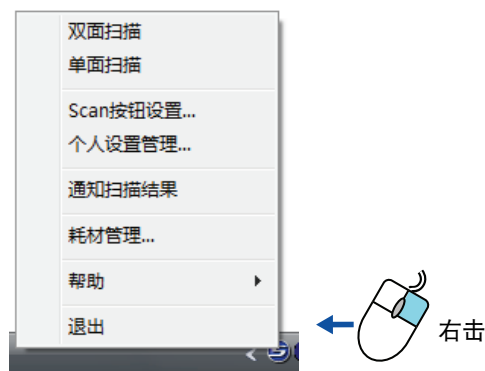 双面扫描
单面扫描
Scan按钮设置...
个人设置管理...
通知扫描结果
耗材管理...
帮助
退出
右击